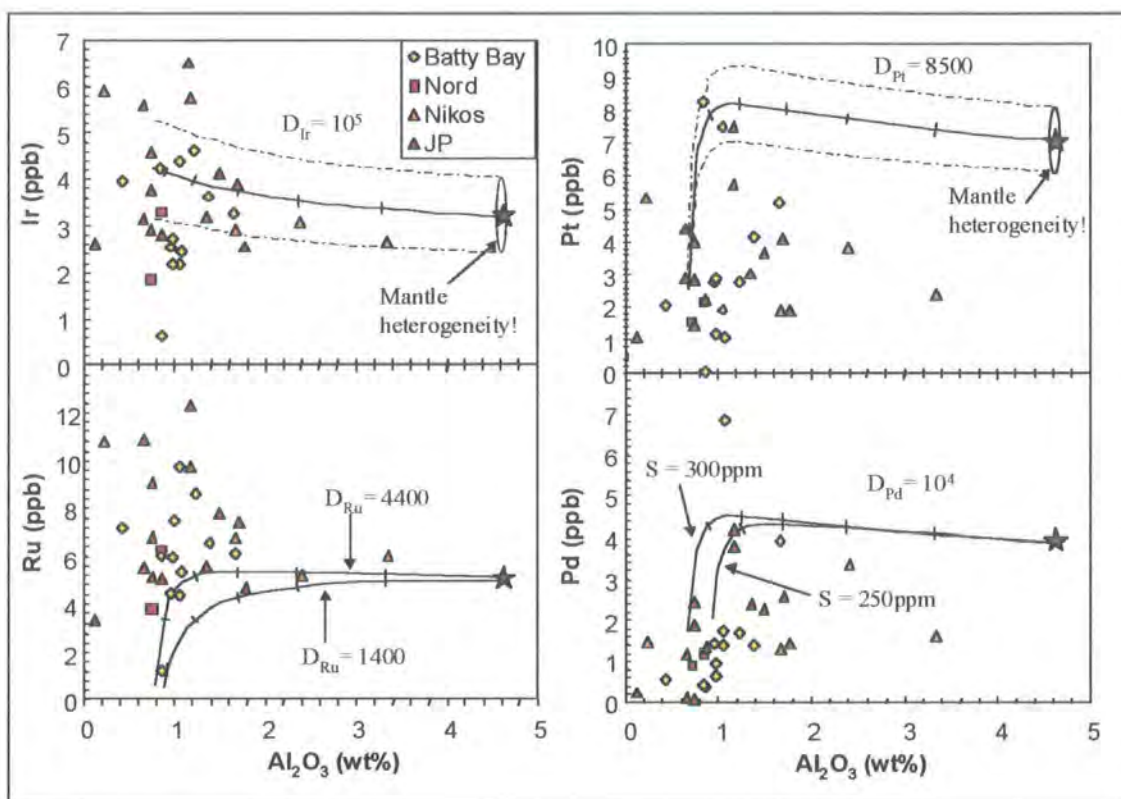 7
6
5
4
3
2
1
0
Ir (ppb)
Batty Bay
Nord
Nikos
JP
D_Ir = 10⁵
Mantle
heterogeneity!
10
9
8
7
6
5
4
3
2
1
0
Pt (ppb)
D_Pt = 8500
Mantle
heterogeneity!
12
10
8
6
4
2
0
Ru (ppb)
D_Ru = 4400
D_Ru = 1400
0
1
2
3
4
5
Al₂O₃ (wt%)
7
6
5
4
3
2
1
0
Pd (ppb)
S = 300ppm
D_Pd = 10⁴
S = 250ppm
0
1
2
3
4
5
Al₂O₃ (wt%)